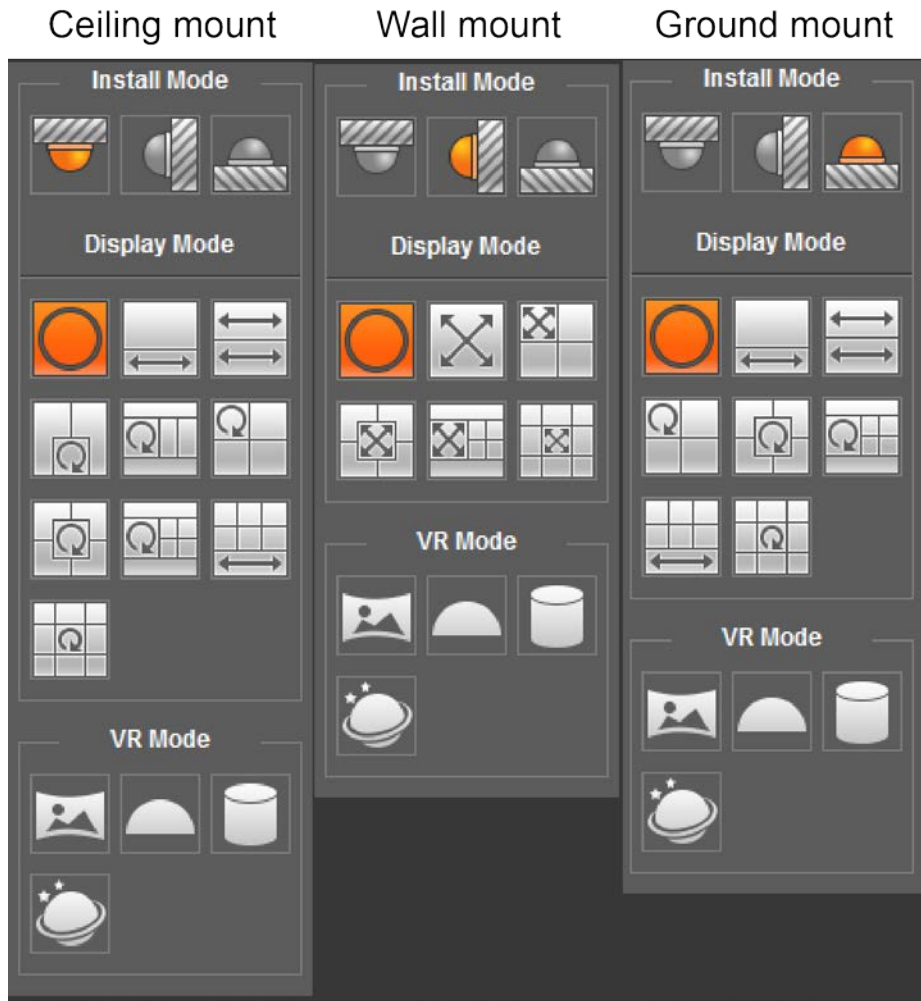 Ceiling mount
Install Mode
Display Mode
VR Mode
Wall mount
Install Mode
Display Mode
VR Mode
Ground mount
Install Mode
Display Mode
VR Mode